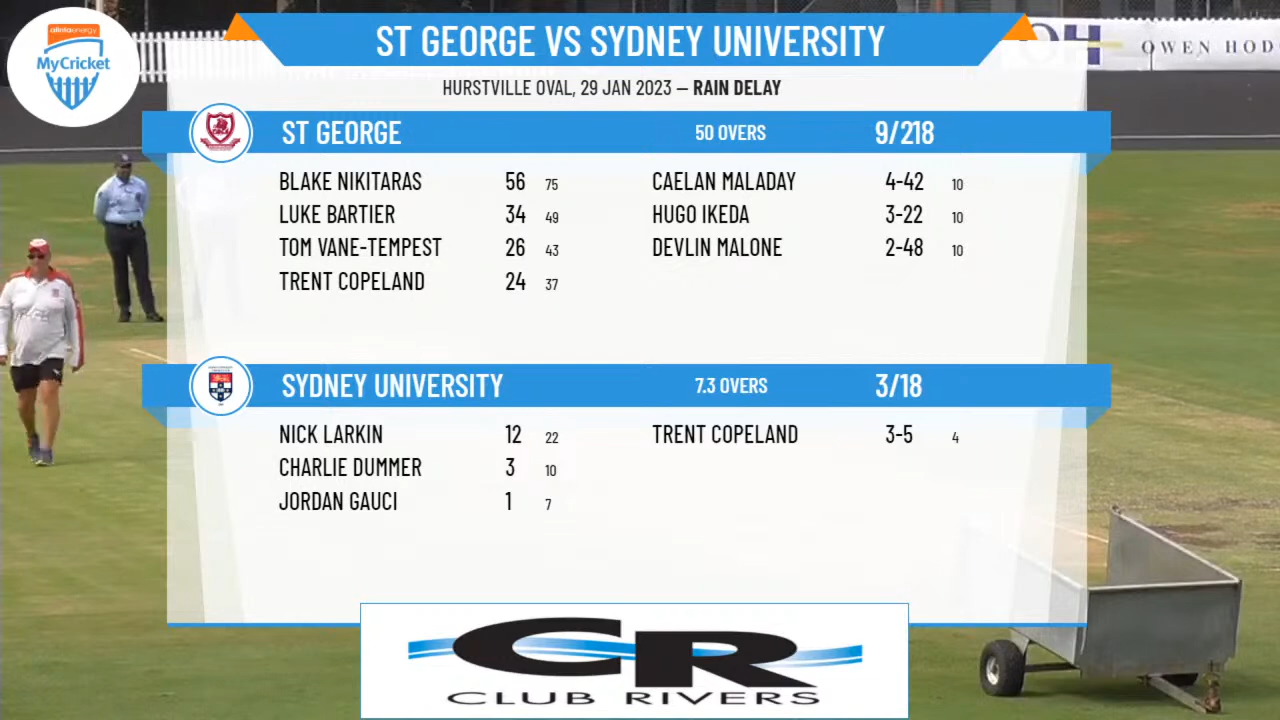 alintaenergy
MyCricket
ST GEORGE VS SYDNEY UNIVERSITY
OWEN HOD
HURSTVILLE OVAL, 29 JAN 2023 – RAIN DELAY
ST GEORGE 50 OVERS 9/218
BLAKE NIKITARAS 56 75 CAELAN MALADAY 4-42 10
LUKE BARTIER 34 49 HUGO IKEDA 3-22 10
TOM VANE-TEMPEST 26 43 DEVLIN MALONE 2-48 10
TRENT COPELAND 24 37
SYDNEY UNIVERSITY 7.3 OVERS 3/18
NICK LARKIN 12 22 TRENT COPELAND 3-5 4
CHARLIE DUMMER 3 10
JORDAN GAUCI 1 7
CR
CLUB RIVERS